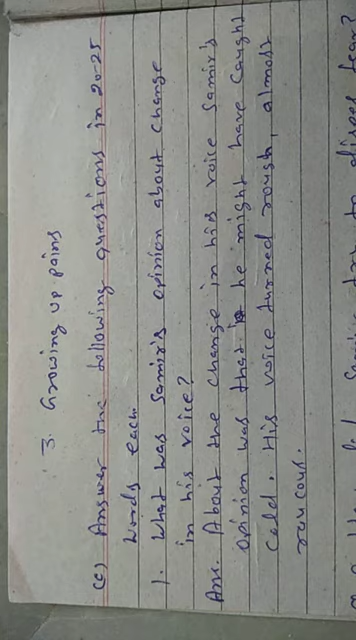 3. Growing up pains
(c) Answer the following questions in 20-25
words each.
1. What was Samir's opinion about change
in his voice?
Ans. About the change in his voice Samir's
opinion was that he might have caught
cold. His voice turned rough, almost
raucous.